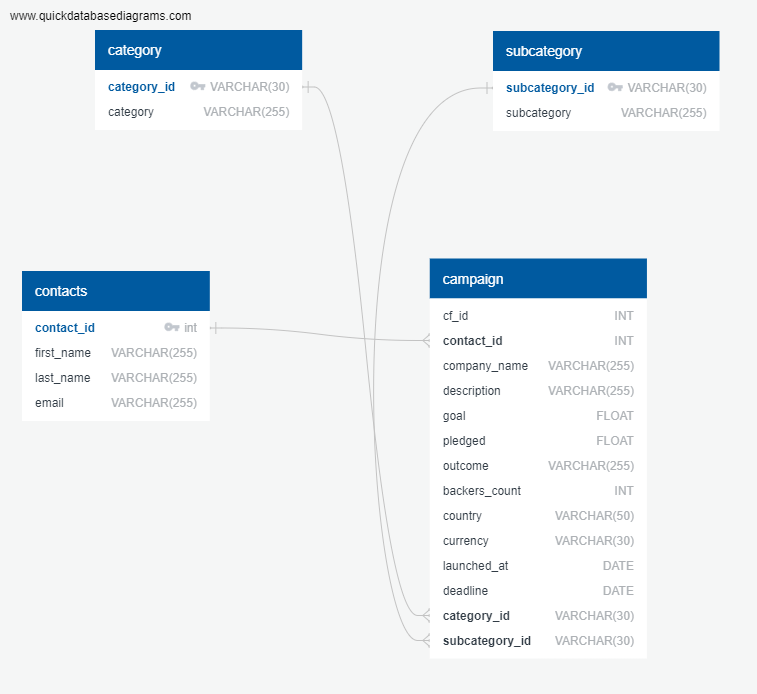 www.quickdatabasediagrams.com
category
category_id VARCHAR(30)
category VARCHAR(255)
subcategory
subcategory_id VARCHAR(30)
subcategory VARCHAR(255)
contacts
contact_id int
first_name VARCHAR(255)
last_name VARCHAR(255)
email VARCHAR(255)
campaign
cf_id INT
contact_id INT
company_name VARCHAR(255)
description VARCHAR(255)
goal FLOAT
pledged FLOAT
outcome VARCHAR(255)
backers_count INT
country VARCHAR(50)
currency VARCHAR(30)
launched_at DATE
deadline DATE
category_id VARCHAR(30)
subcategory_id VARCHAR(30)